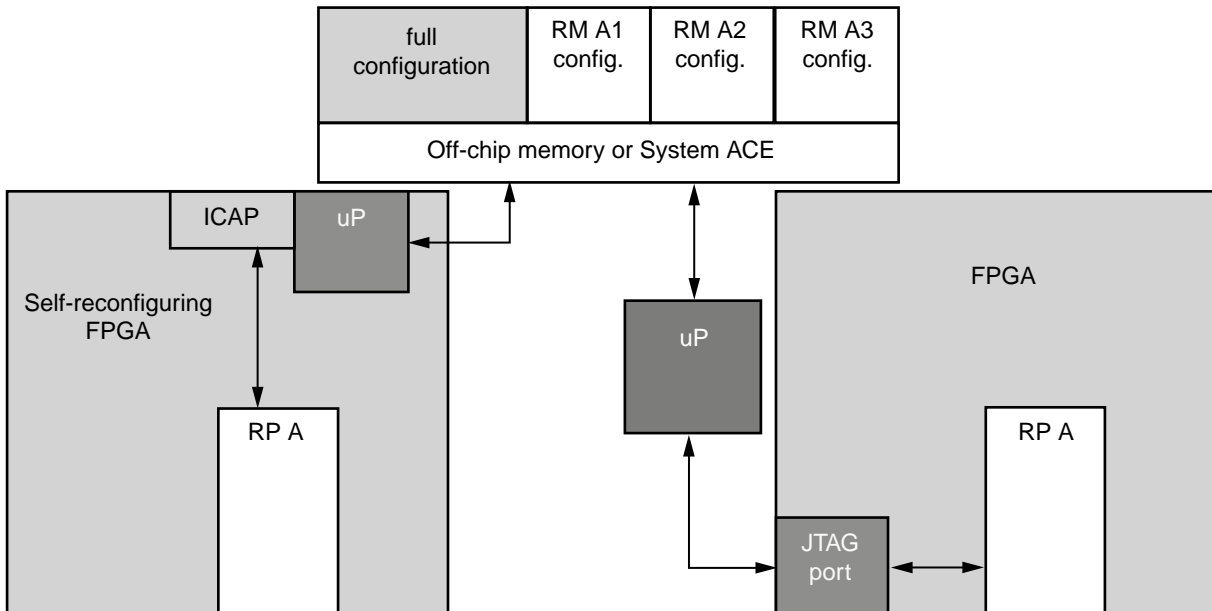 full
configuration
RM A1
config.
RM A2
config.
RM A3
config.
Off-chip memory or System ACE
ICAP
uP
Self-reconfiguring
FPGA
RP A
uP
FPGA
RP A
JTAG
port